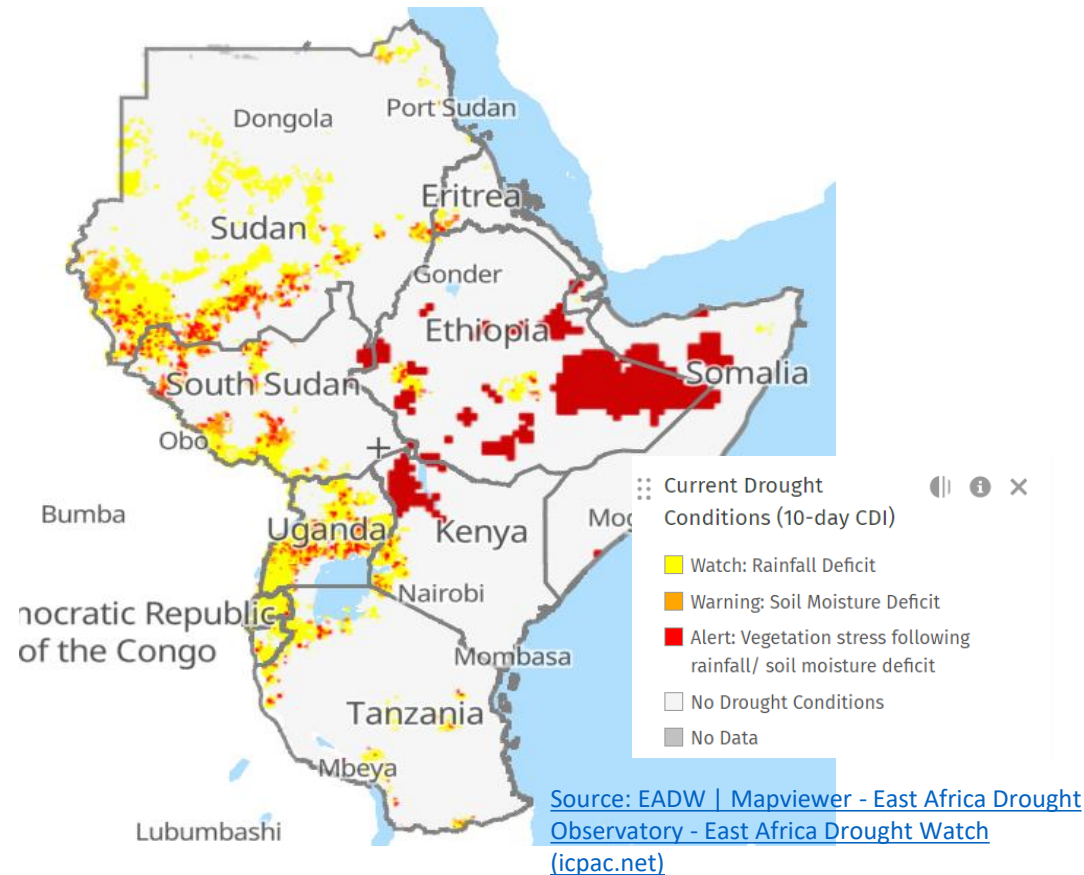 Dongola
Port Sudan
Eritrea
Sudan
Gonder
Ethiopia
South Sudan
Somalia
Obo
Bumba
Uganda
Kenya
Mog
Nairobi
nocratic Republic
of the Congo
Mombasa
Tanzania
Mbeya
Lubumbashi
Current Drought
Conditions (10-day CDI)
Watch: Rainfall Deficit
Warning: Soil Moisture Deficit
Alert: Vegetation stress following
rainfall/ soil moisture deficit
No Drought Conditions
No Data
Source: EADW | Mapviewer - East Africa Drought
Observatory - East Africa Drought Watch
(icpac.net)